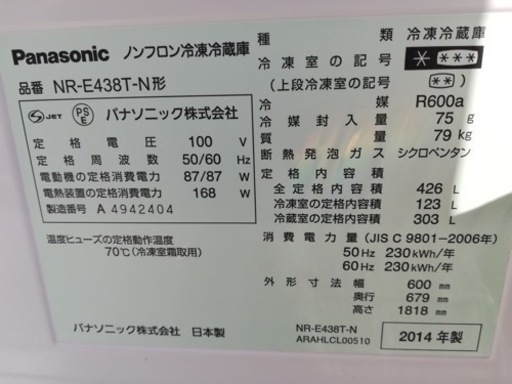 Panasonic ノンフロン冷凍冷蔵庫
品番 NR-E438T-N形
S JET PS E パナソニック株式会社
定格電圧 100 V
定格周波数 50/60 Hz
電動機の定格消費電力 87/87 W
電熱装置の定格消費電力 168 W
製造番号 A 4942404
温度ヒューズの定格動作温度
70℃(冷凍室霜取用)
パナソニック株式会社 日本製
種類 冷凍冷蔵庫
冷凍室の記号 * ***
(上段冷凍室の記号 **)
冷媒 R600a
冷媒封入量 75 g
質量 79 kg
断熱発泡ガス シクロペンタン
定格内容積
全定格内容積 426 L
冷凍室の定格内容積 123 L
冷蔵室の定格内容積 303 L
消費電力量(JIS C 9801-2006年)
50 Hz 230 kWh/年
60 Hz 230 kWh/年
外形寸法 幅 600 mm
奥行 679 mm
高さ 1818 mm
NR-E438T-N
ARAHLCL00510
2014 年製